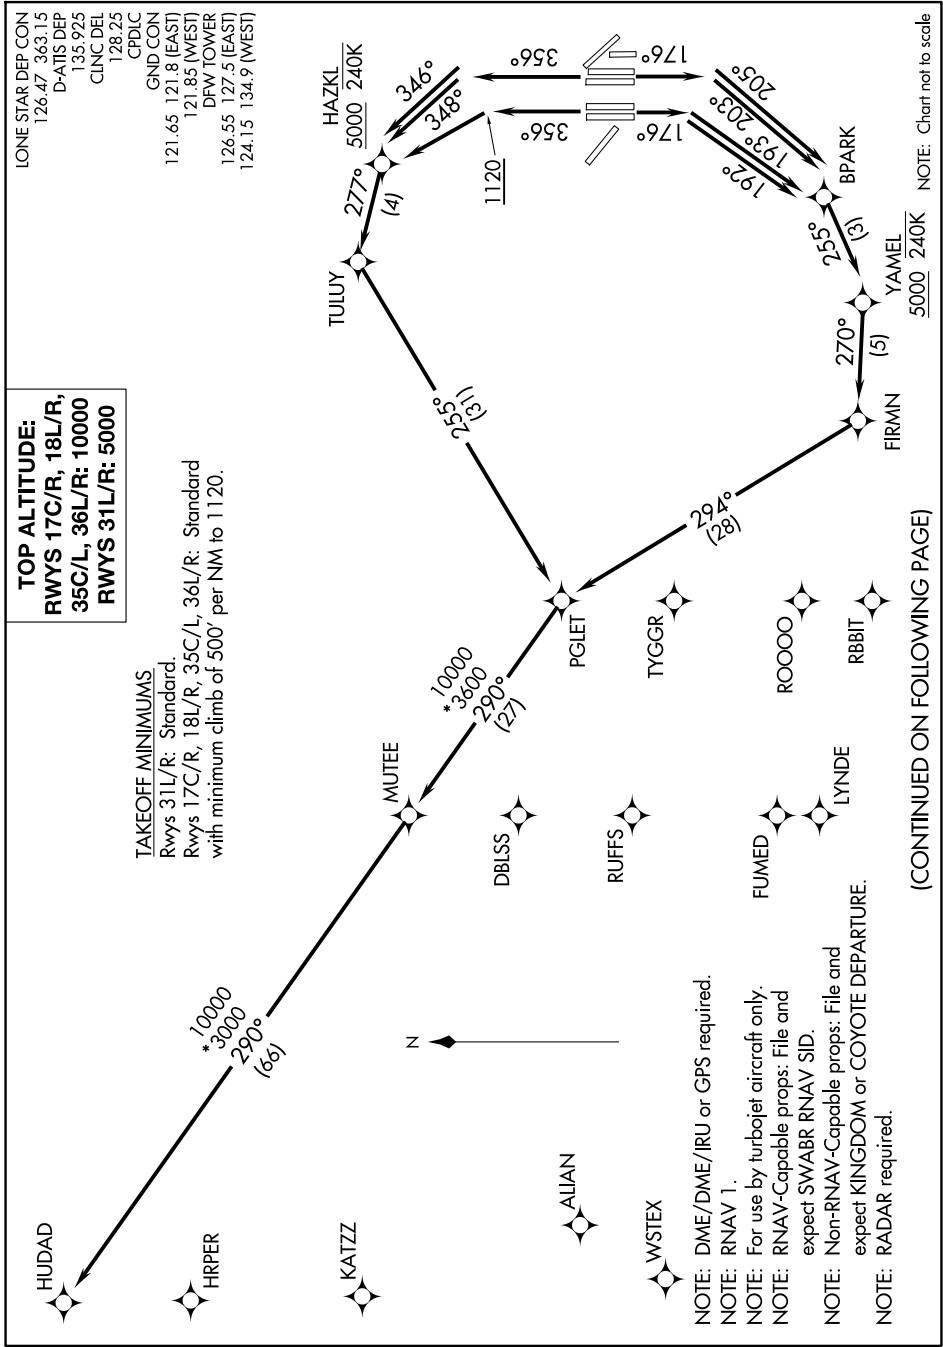 LONE STAR DEP CON
126.47 363.15
D-ATIS DEP
135.925
CLNC DEL
128.25
CPDLC
GND CON
121.65 121.8 (EAST)
121.85 (WEST)
DFW TOWER
126.55 127.5 (EAST)
124.15 134.9 (WEST)
TOP ALTITUDE:
RWYS 17C/R, 18L/R,
35C/L, 36L/R: 10000
RWYS 31L/R: 5000
TAKEOFF MINIMUMS
Rwys 31L/R: Standard.
Rwys 17C/R, 18L/R, 35C/L, 36L/R: Standard
with minimum climb of 500' per NM to 1120.
HUDAD
HRPER
KATZZ
ALIAN
WSTEX
10000
*3000
290°
(66)
N
MUTEE
DBLSS
RUFFS
FUMED
LYNDE
10000
*3600
290°
(27)
PGLET
TYGGR
ROOOO
RBBIT
255°
(31)
294°
(28)
TULUY
277°
(4)
HAZKL
5000 240K
346°
348°
1120
356°
356°
176°
176°
205°
203°
193°
192°
BPARK
255°
(3)
YAMEL
5000 240K
270°
(5)
FIRMN
NOTE: Chart not to scale
NOTE: DME/DME/IRU or GPS required.
NOTE: RNAV 1.
NOTE: For use by turbojet aircraft only.
NOTE: RNAV-Capable props: File and
expect SWABR RNAV SID.
NOTE: Non-RNAV-Capable props: File and
expect KINGDOM or COYOTE DEPARTURE.
NOTE: RADAR required.
(CONTINUED ON FOLLOWING PAGE)